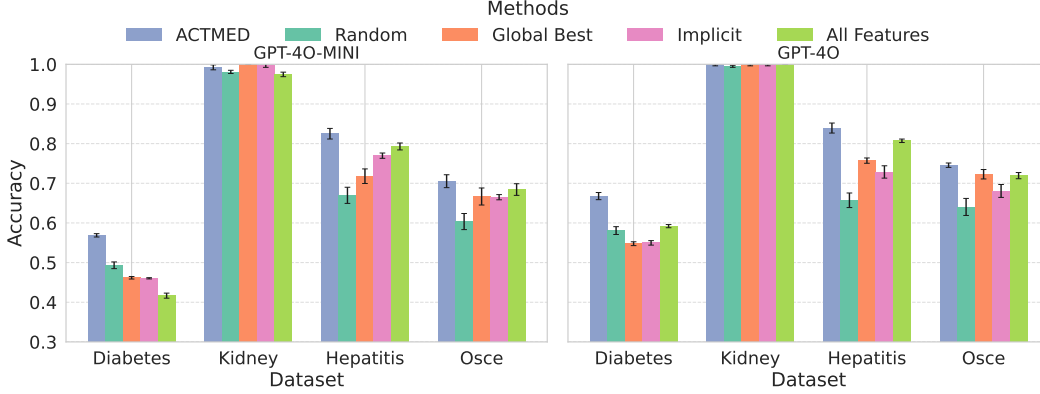 Methods
ACTMED Random Global Best Implicit All Features
GPT-4O-MINI GPT-4O
Accuracy
1.0
0.9
0.8
0.7
0.6
0.5
0.4
0.3
Diabetes Kidney Hepatitis Osce Diabetes Kidney Hepatitis Osce
Dataset Dataset